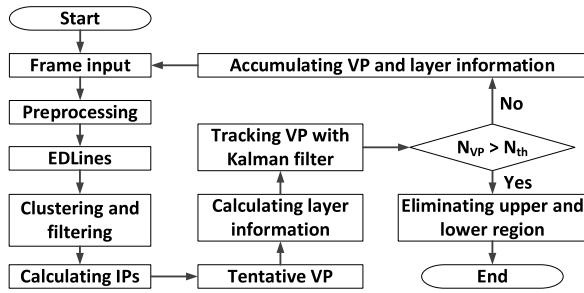 Start
Frame input
Preprocessing
EDLines
Clustering and
filtering
Calculating IPs
Tentative VP
Calculating layer
information
Tracking VP with
Kalman filter
N_VP > N_th
No
Accumulating VP and layer information
Yes
Eliminating upper and
lower region
End